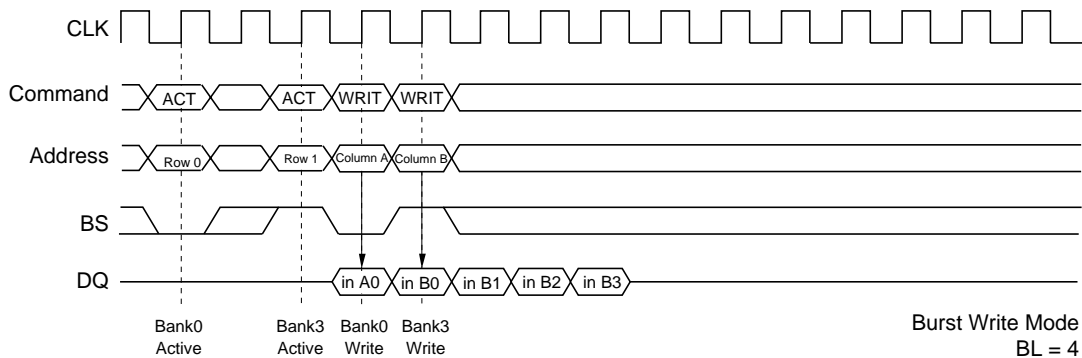 CLK
Command ACT ACT WRIT WRIT
Address Row 0 Row 1 Column A Column B
BS
DQ in A0 in B0 in B1 in B2 in B3
Bank0 Bank3 Bank0 Bank3
Active Active Write Write
Burst Write Mode
BL = 4